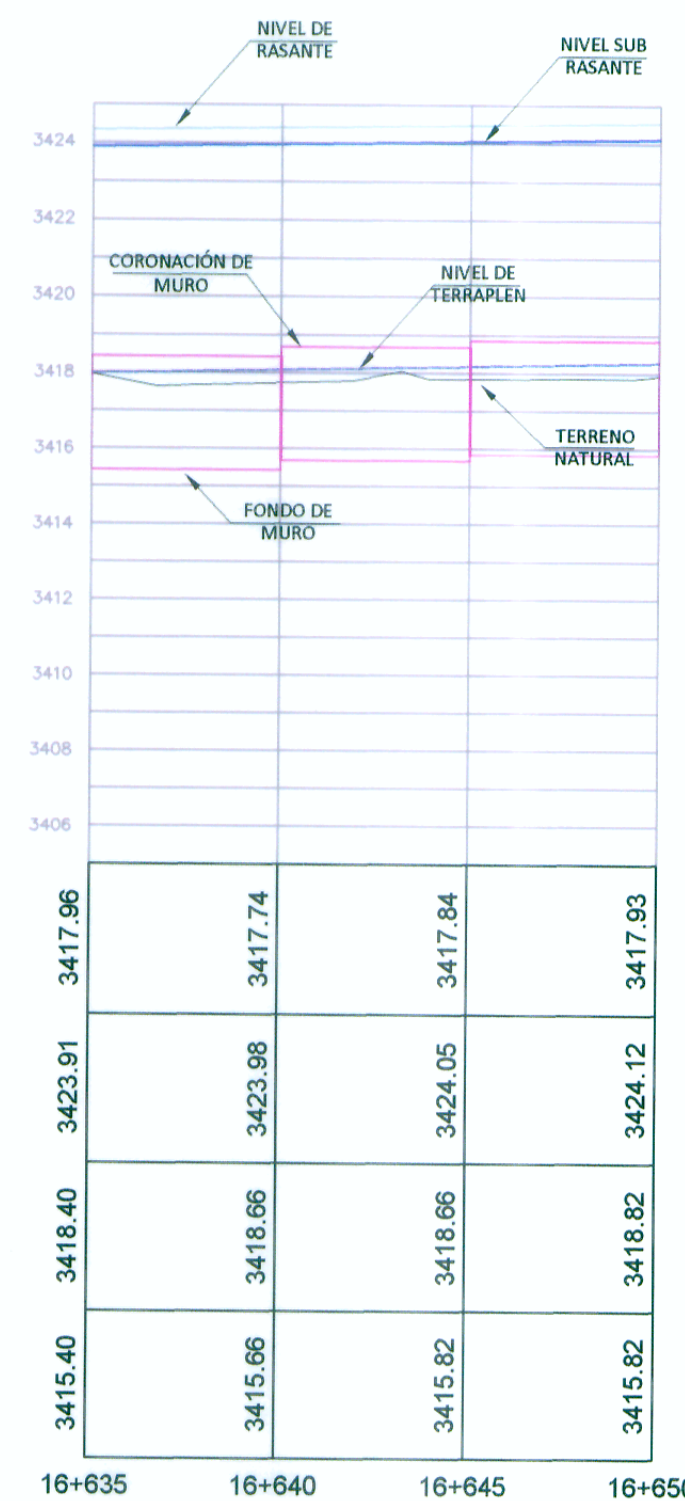 NIVEL DE
RASANTE
NIVEL SUB
RASANTE
3424
3422
CORONACIÓN DE
MURO
NIVEL DE
TERRAPLEN
3420
3418
3416
TERRENO
NATURAL
FONDO DE
MURO
3414
3412
3410
3408
3406
3417.96
3417.74
3417.84
3417.93
3423.91
3423.98
3424.05
3424.12
3418.40
3418.66
3418.66
3418.82
3415.40
3415.66
3415.82
3415.82
16+635
16+640
16+645
16+650